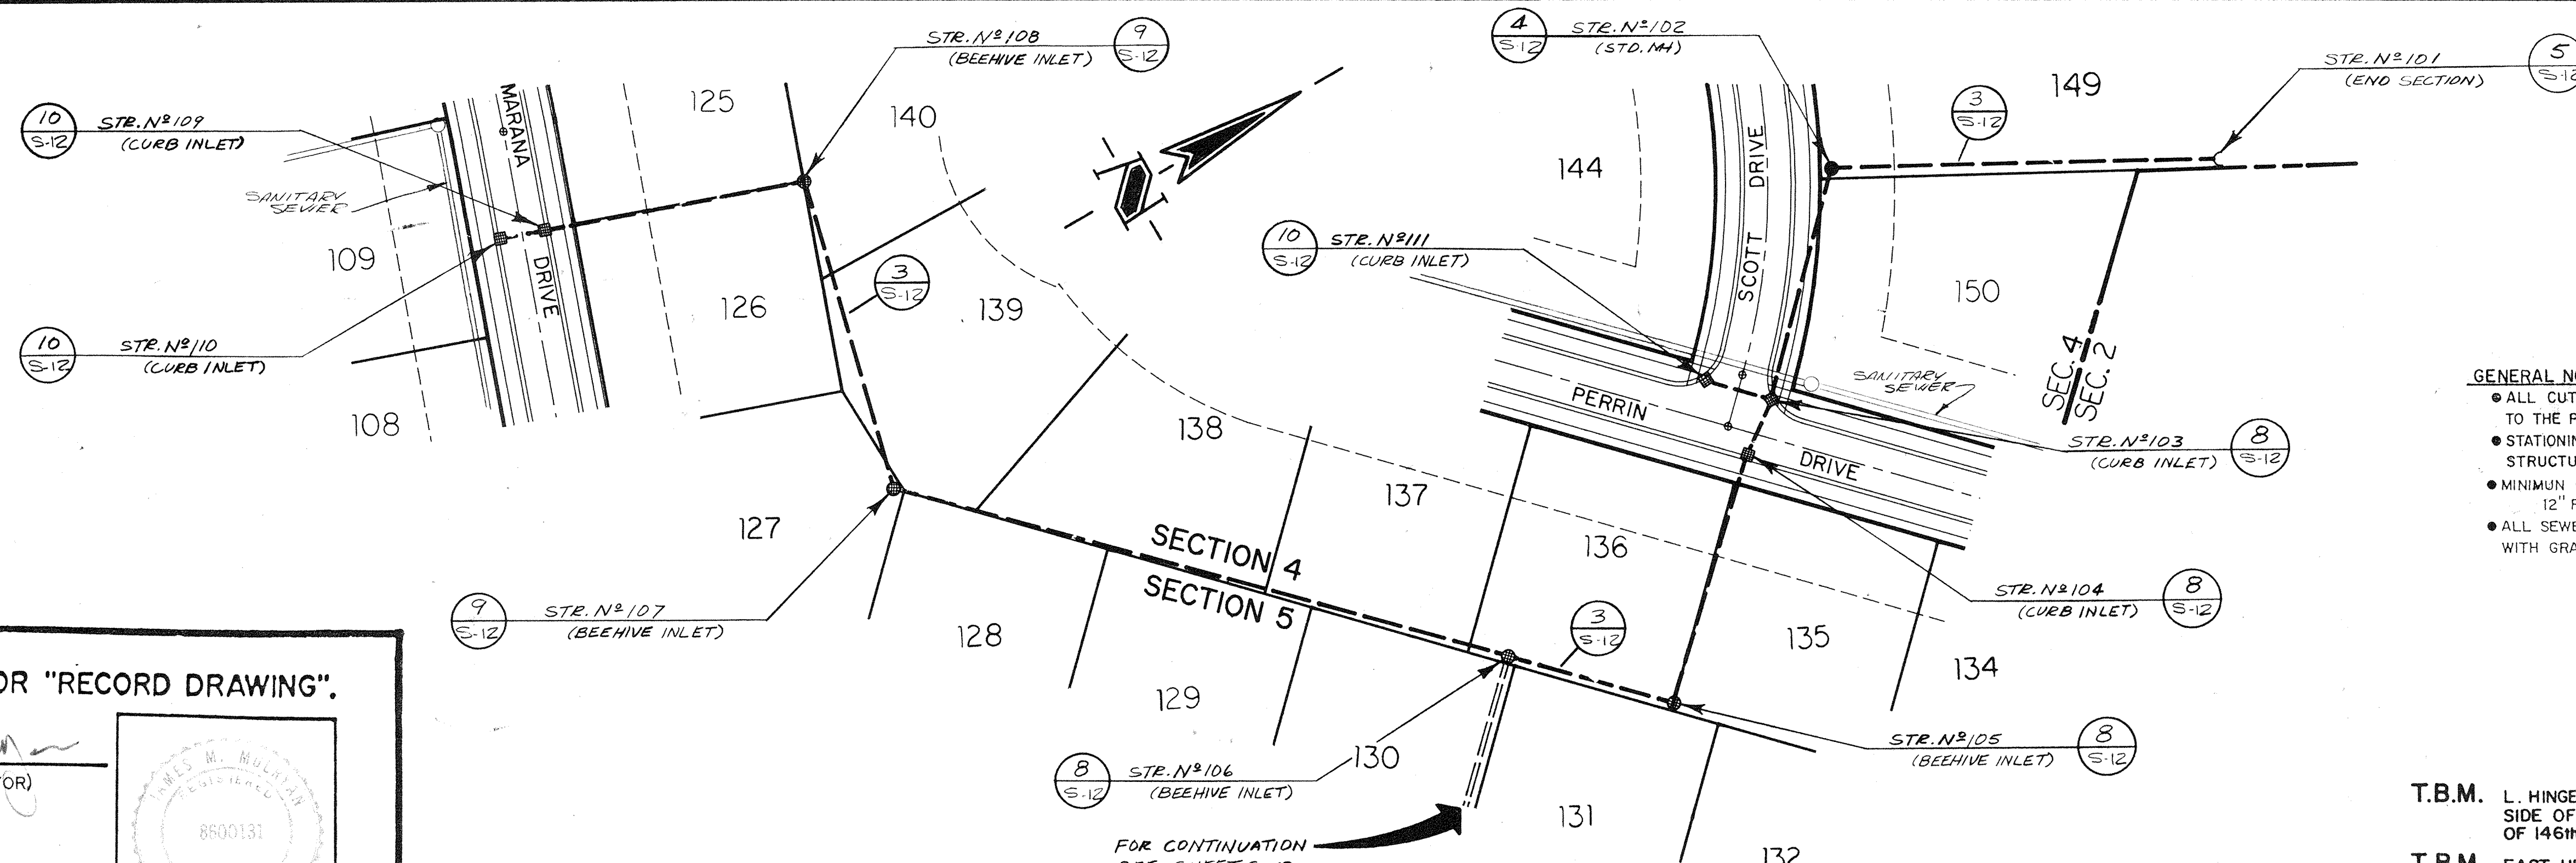 STR. Nº 108
(BEEHIVE INLET)
9
S-12
4
S-12
STR. Nº 102
(STD. MH)
STR. Nº 101
(END SECTION)
5
S-12
10
S-12
STR. Nº 109
(CURB INLET)
MARANA
DRIVE
125
140
3
S-12
149
144
SCOTT DRIVE
SANITARY
SEWER
109
10
S-12
STR. Nº 111
(CURB INLET)
3
S-12
139
126
150
10
S-12
STR. Nº 110
(CURB INLET)
108
138
PERRIN
DRIVE
SANITARY
SEWER
SEC. 4
SEC. 2
STR. Nº 103
(CURB INLET)
8
S-12
127
137
136
SECTION 4
SECTION 5
9
S-12
STR. Nº 107
(BEEHIVE INLET)
128
129
3
S-12
135
134
STR. Nº 104
(CURB INLET)
8
S-12
8
S-12
STR. Nº 106
(BEEHIVE INLET)
130
STR. Nº 105
(BEEHIVE INLET)
8
S-12
131
132
FOR CONTINUATION
OR "RECORD DRAWING".
OR)
JAMES M.
REGISTERED
8600131
GENERAL
ALL CUT
TO THE
STATIONIN
STRUCTU
MINIMUN
12"
ALL SEWE
WITH GRA
T.B.M. L. HINGE
SIDE OF
OF 146th
T.B.M. EAST